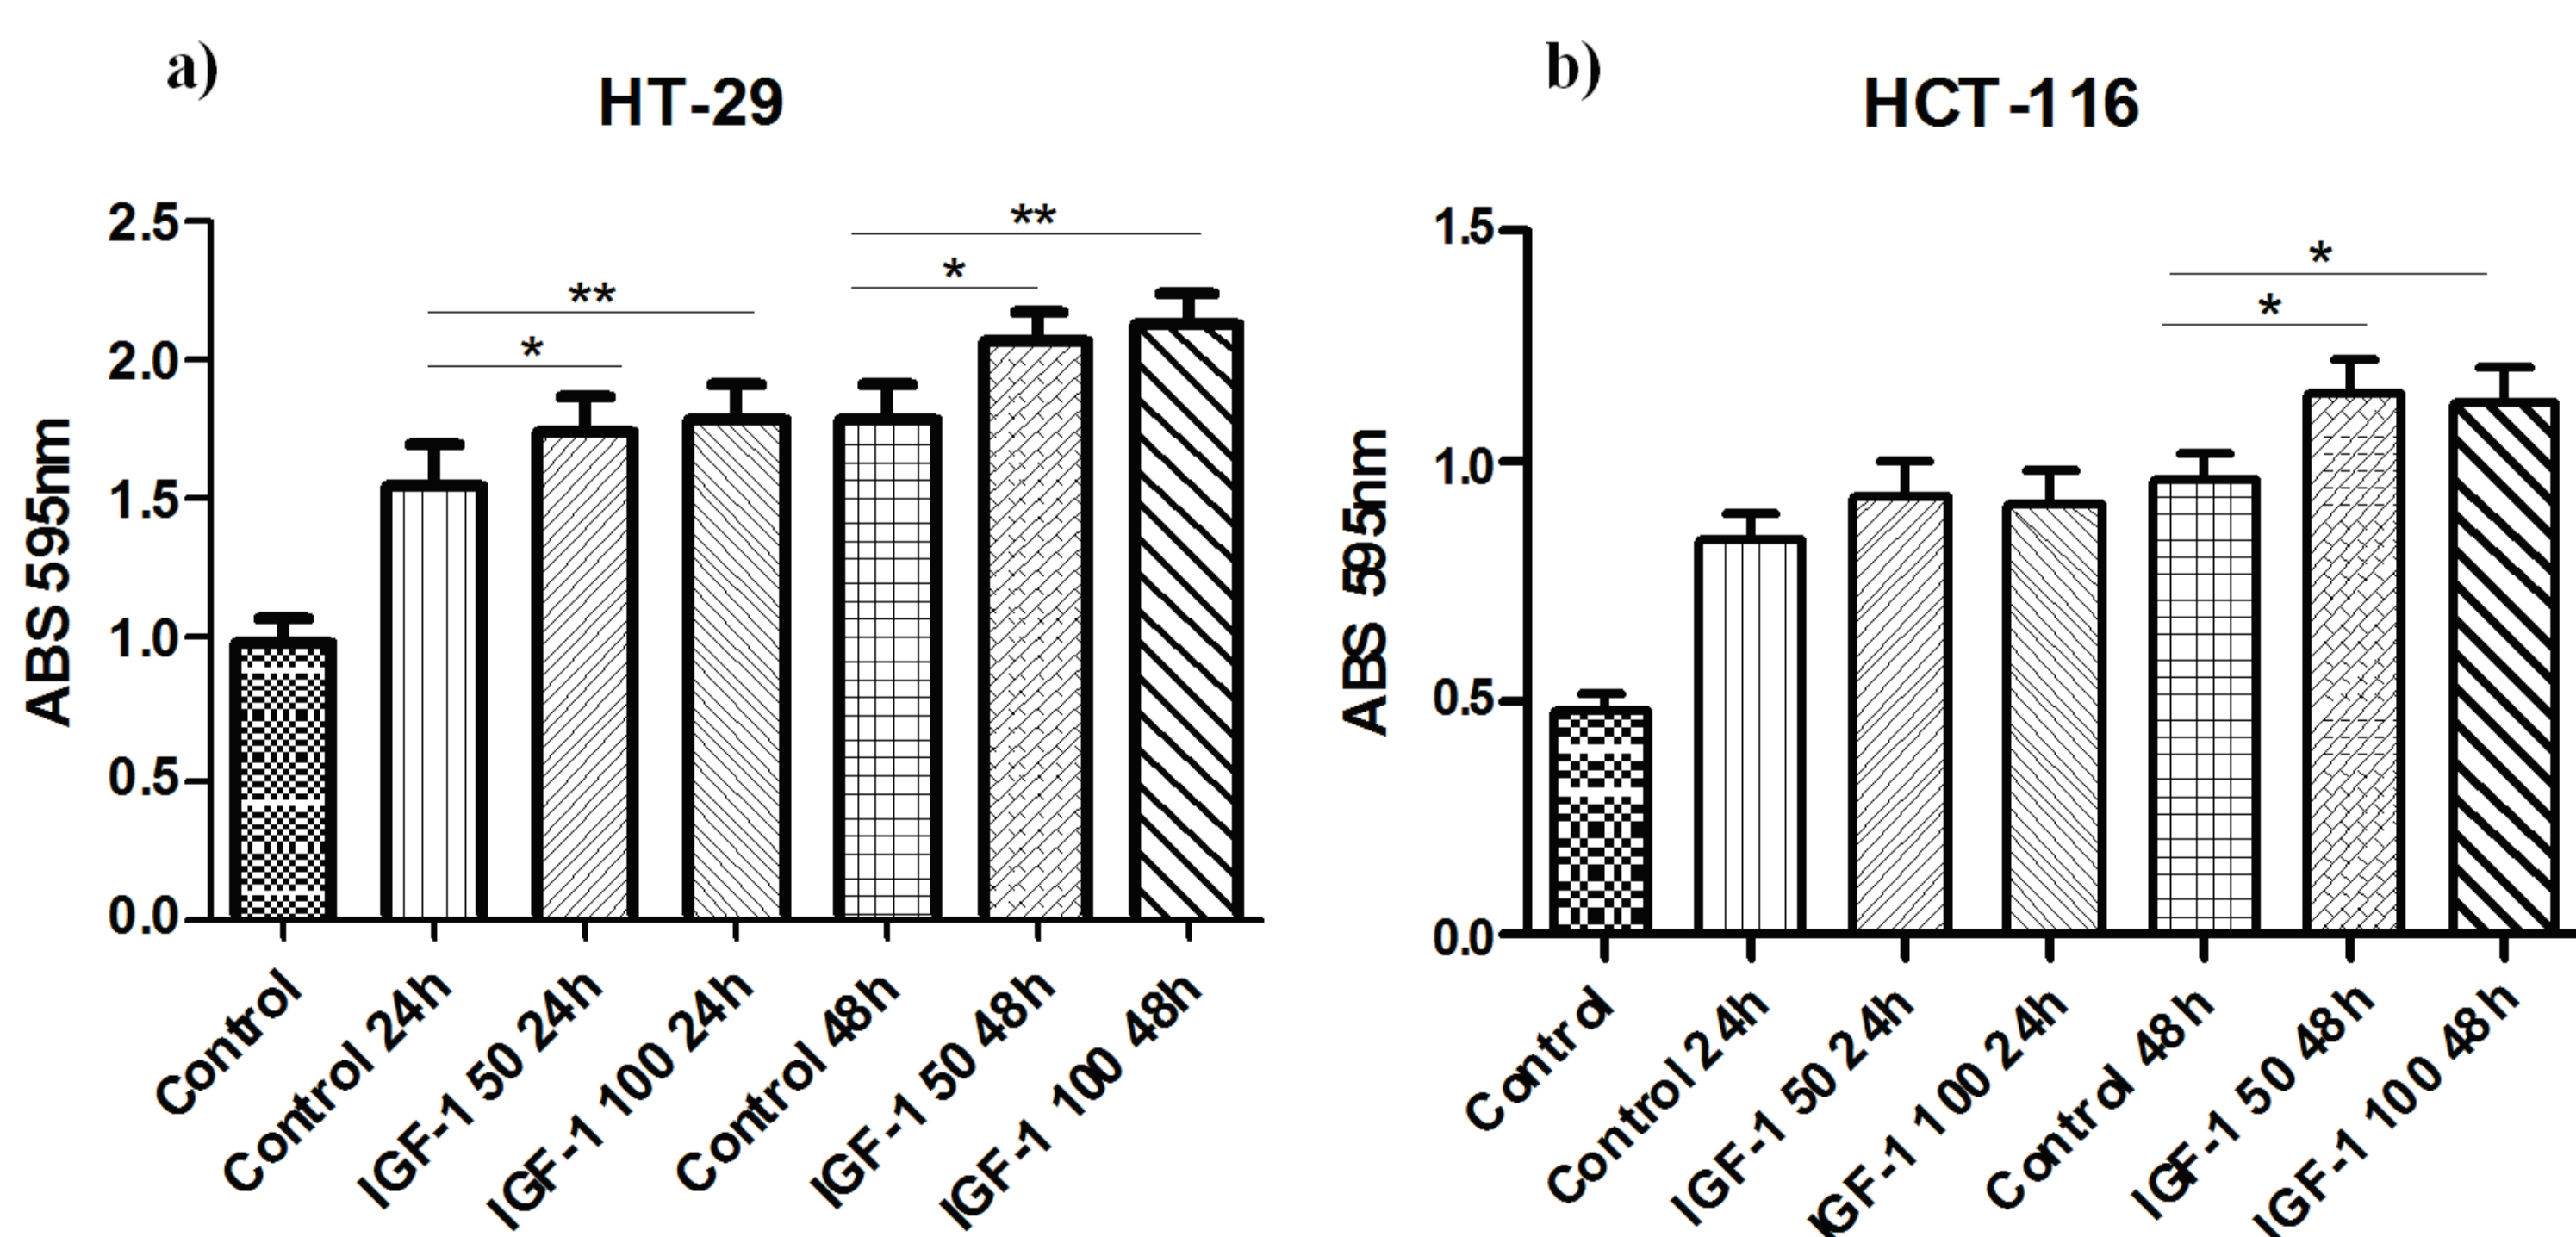 a)
HT-29
ABS 595nm
2.5
2.0
1.5
1.0
0.5
0.0
**
*
**
*
Control
Control 24h
IGF-1 50 24h
IGF-1 100 24h
Control 48h
IGF-1 50 48h
IGF-1 100 48h
b)
HCT-116
ABS 595nm
1.5
1.0
0.5
0.0
*
*
Control
Control 24h
IGF-1 50 24h
IGF-1 100 24h
Control 48h
IGF-1 50 48h
IGF-1 100 48h